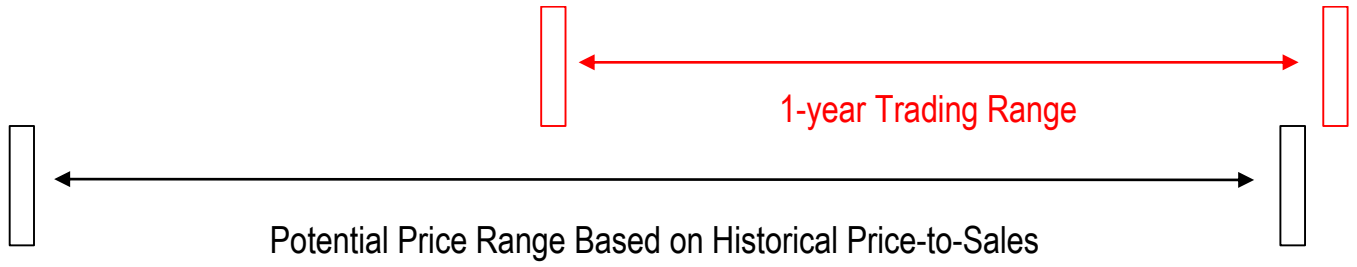 1-year Trading Range
Potential Price Range Based on Historical Price-to-Sales